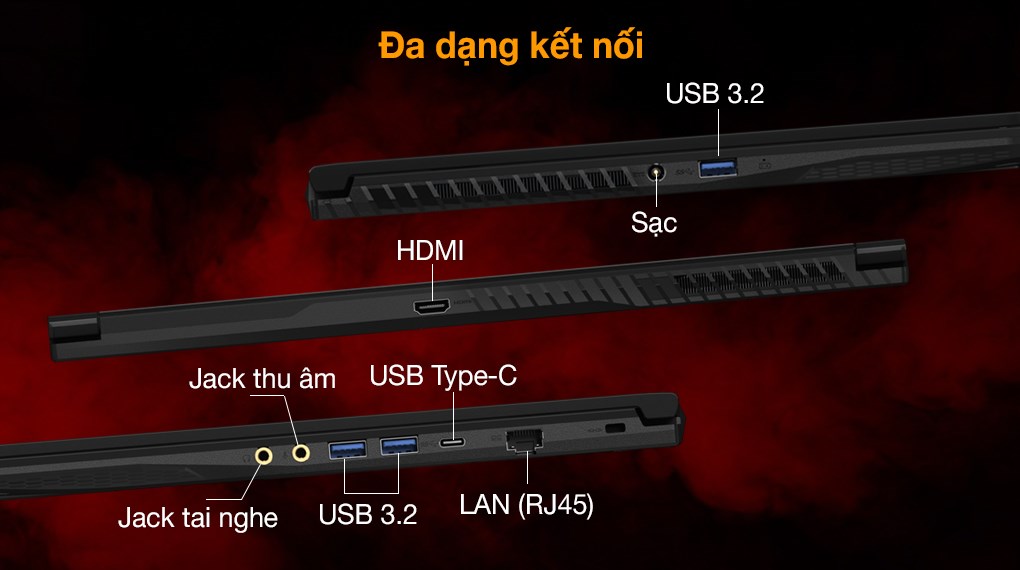 Đa dạng kết nối
USB 3.2
Sạc
HDMI
Jack thu âm
USB Type-C
Jack tai nghe
USB 3.2
LAN (RJ45)